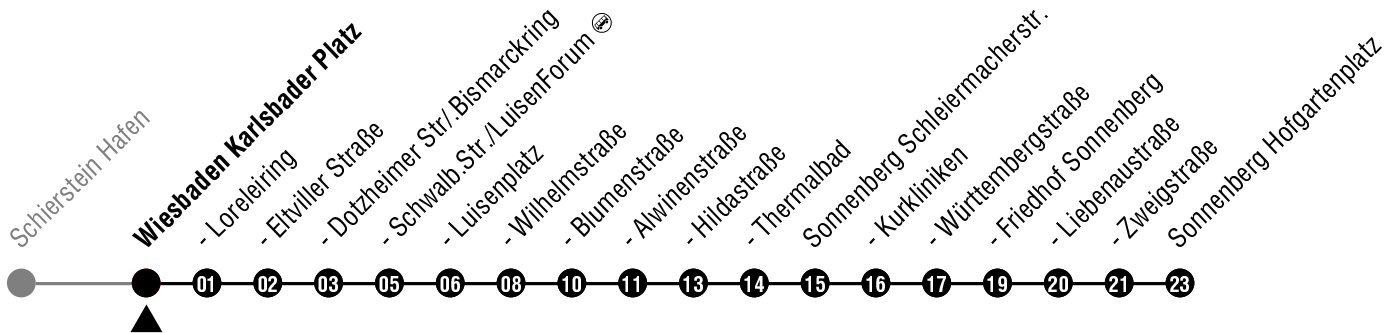 Schierstein Hafen
Wiesbaden Karlsbader Platz
- Loreleiring
- Eltviller Straße
- Dotzheimer Str/.Bismarckring
- Schwalb.Str./LuisenForum
- Luisenplatz
- Wilhelmstraße
- Blumenstraße
- Alwinenstraße
- Hildastraße
- Thermalbad
Sonnenberg Schleiermacherstr.
- Kurkliniken
- Württembergstraße
- Friedhof Sonnenberg
- Liebenaustraße
- Zweigstraße
Sonnenberg Hofgartenplatz
01 02 03 05 06 08 10 11 13 14 15 16 17 19 20 21 23